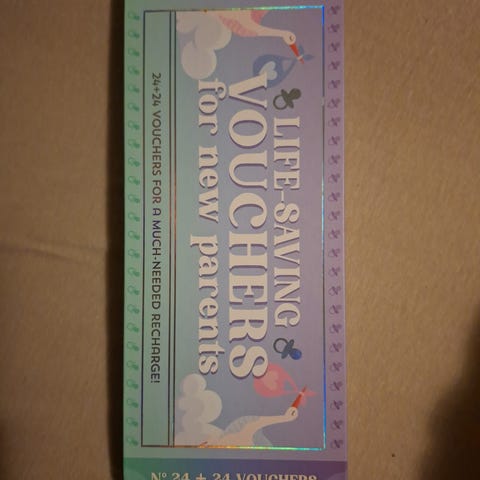 LIFE-SAVING
VOUCHERS
for new parents
24+24 VOUCHERS FOR A MUCH-NEEDED RECHARGE!
Nº 24 + 24 VOUCHERS